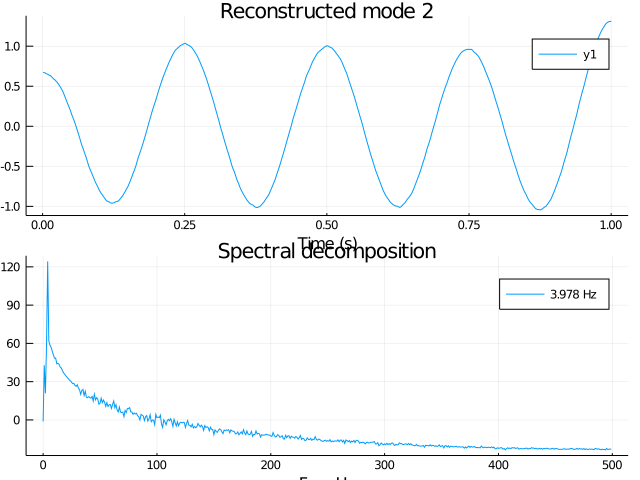 Reconstructed mode 2
1.0
0.5
0.0
-0.5
-1.0
y1
0.00 0.25 0.50 0.75 1.00
Time (s)
Spectral decomposition
120
90
60
30
0
3.978 Hz
0 100 200 300 400 500